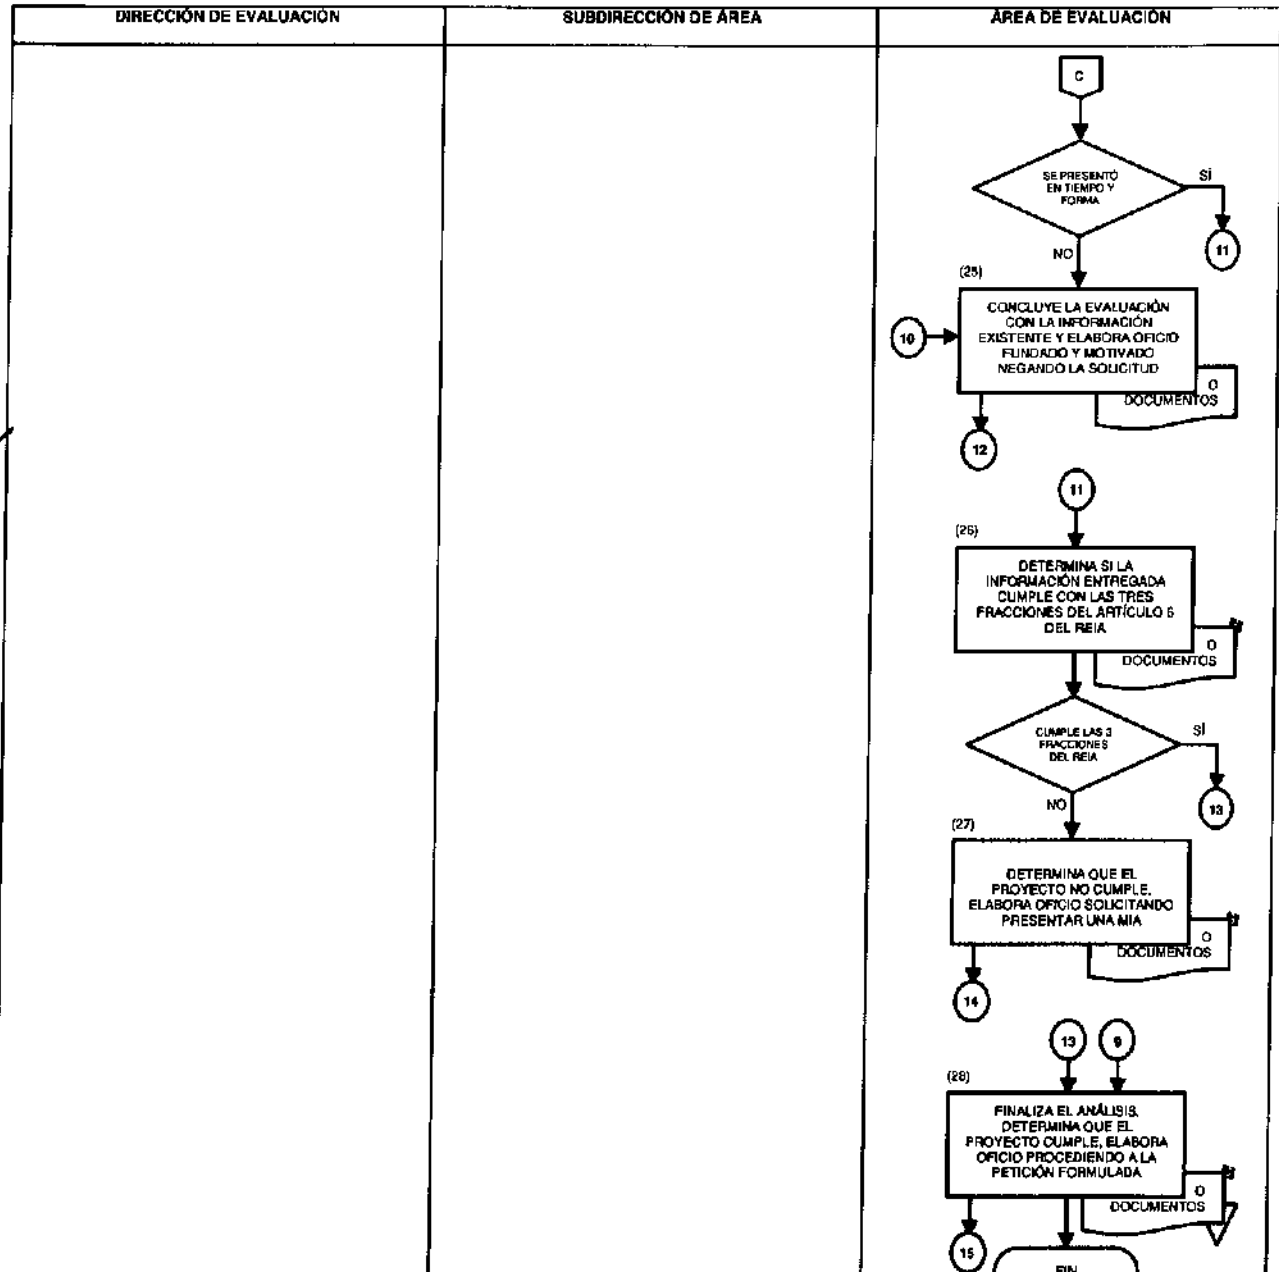 DIRECCIÓN DE EVALUACIÓN
SUBDIRECCIÓN DE ÁREA
ÁREA DE EVALUACIÓN
C
SE PRESENTÓ
EN TIEMPO Y
FORMA
SÍ
11
NO
(25)
CONCLUYE LA EVALUACIÓN
CON LA INFORMACIÓN
EXISTENTE Y ELABORA OFICIO
FUNDADO Y MOTIVADO
NEGANDO LA SOLICITUD
10
O
DOCUMENTOS
12
11
(26)
DETERMINA SI LA
INFORMACIÓN ENTREGADA
CUMPLE CON LAS TRES
FRACCIONES DEL ARTÍCULO 6
DEL REIA
O
DOCUMENTOS
CUMPLE LAS 3
FRACCIONES
DEL REIA
SÍ
13
NO
(27)
DETERMINA QUE EL
PROYECTO NO CUMPLE,
ELABORA OFICIO SOLICITANDO
PRESENTAR UNA MIA
O
DOCUMENTOS
14
13
9
(28)
FINALIZA EL ANÁLISIS,
DETERMINA QUE EL
PROYECTO CUMPLE, ELABORA
OFICIO PROCEDIENDO A LA
PETICIÓN FORMULADA
O
DOCUMENTOS
15
FIN